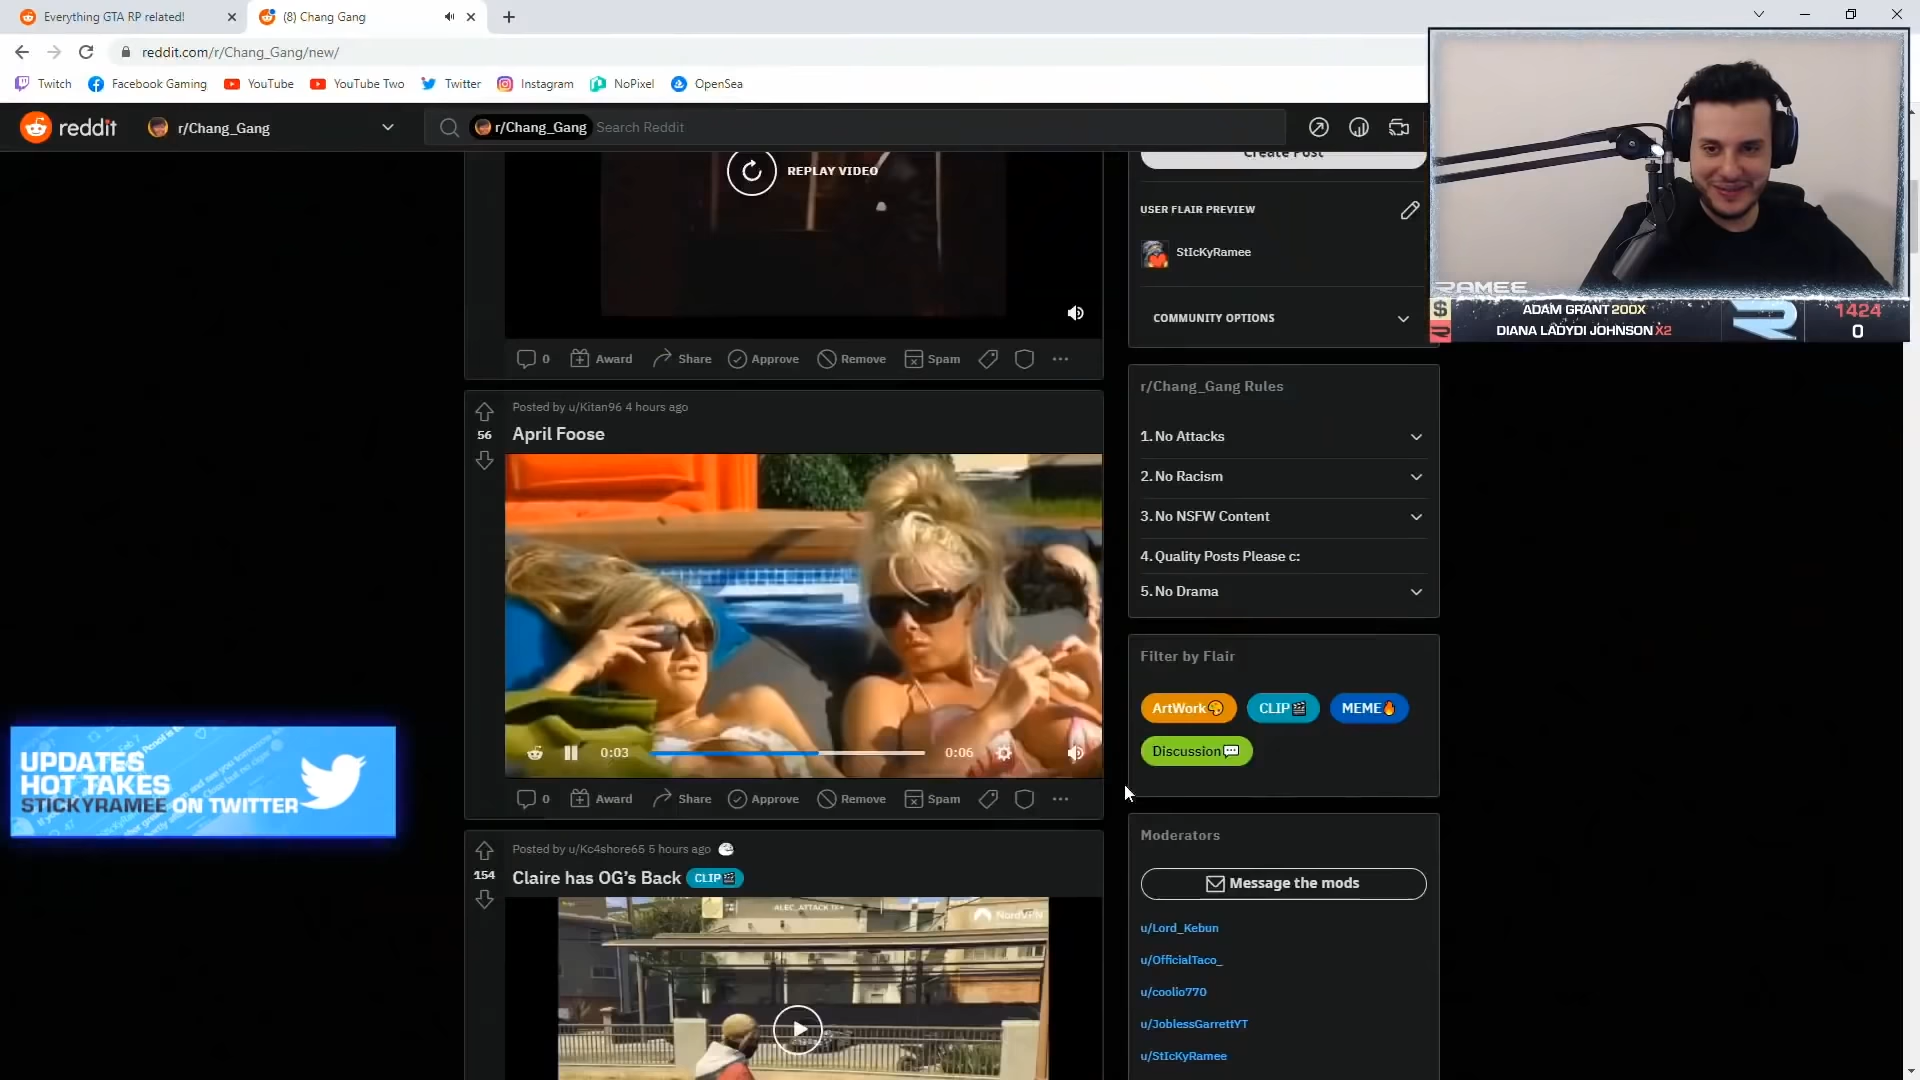 Everything GTA RP related!
(8) Chang Gang
reddit.com/r/Chang_Gang/new/
Twitch
Facebook Gaming
YouTube
YouTube Two
Twitter
Instagram
NoPixel
OpenSea
reddit
r/Chang_Gang
r/Chang_Gang
Search Reddit
REPLAY VIDEO
0
Award
Share
Approve
Remove
Spam
Posted by u/Kitan96 4 hours ago
56
April Foose
0:03
0:06
0
Award
Share
Approve
Remove
Spam
Posted by u/Kc4shore65 5 hours ago
154
Claire has OG's Back
CLIP
NordVPN
Create Post
USER FLAIR PREVIEW
StIcKyRamee
COMMUNITY OPTIONS
r/Chang_Gang Rules
1. No Attacks
2. No Racism
3. No NSFW Content
4. Quality Posts Please c:
5. No Drama
Filter by Flair
ArtWork
CLIP
MEME
Discussion
Moderators
Message the mods
u/Lord_Kebun
u/OfficialTaco_
u/coolio770
u/JoblessGarrettYT
u/StIcKyRamee
RAMEE
$
ADAM GRANT 200X
DIANA LADYDI JOHNSON X2
1424
0
UPDATES
HOT TAKES
STICKYRAMEE ON TWITTER